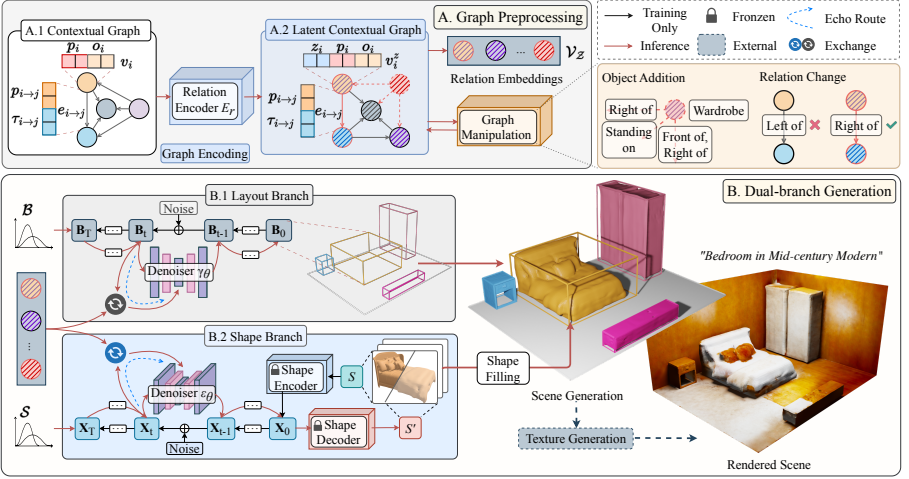 A.1 Contextual Graph
p_i o_i
v_i
p_{i→j}
τ_{i→j}
e_{i→j}
Relation
Encoder E_r
Graph Encoding
A.2 Latent Contextual Graph
z_i p_i o_i
v_i^z
p_{i→j}
τ_{i→j}
e_{i→j}
A. Graph Preprocessing
...
𝒱_𝒵
Relation Embeddings
Graph
Manipulation
Training
Only
Frozen
Echo Route
Inference
External
Exchange
Object Addition
Right of
Wardrobe
Standing
on
Front of,
Right of
Relation Change
Left of
Right of
B. Dual-branch Generation
B.1 Layout Branch
ℬ
Noise
B_T
...
B_t
B_{t-1}
...
B_0
Denoiser γ_θ
B.2 Shape Branch
𝒮
Denoiser ε_θ
Shape
Encoder
S
X_T
...
X_t
X_{t-1}
...
X_0
Noise
Shape
Decoder
S'
Shape
Filling
Scene Generation
Texture Generation
"Bedroom in Mid-century Modern"
Rendered Scene